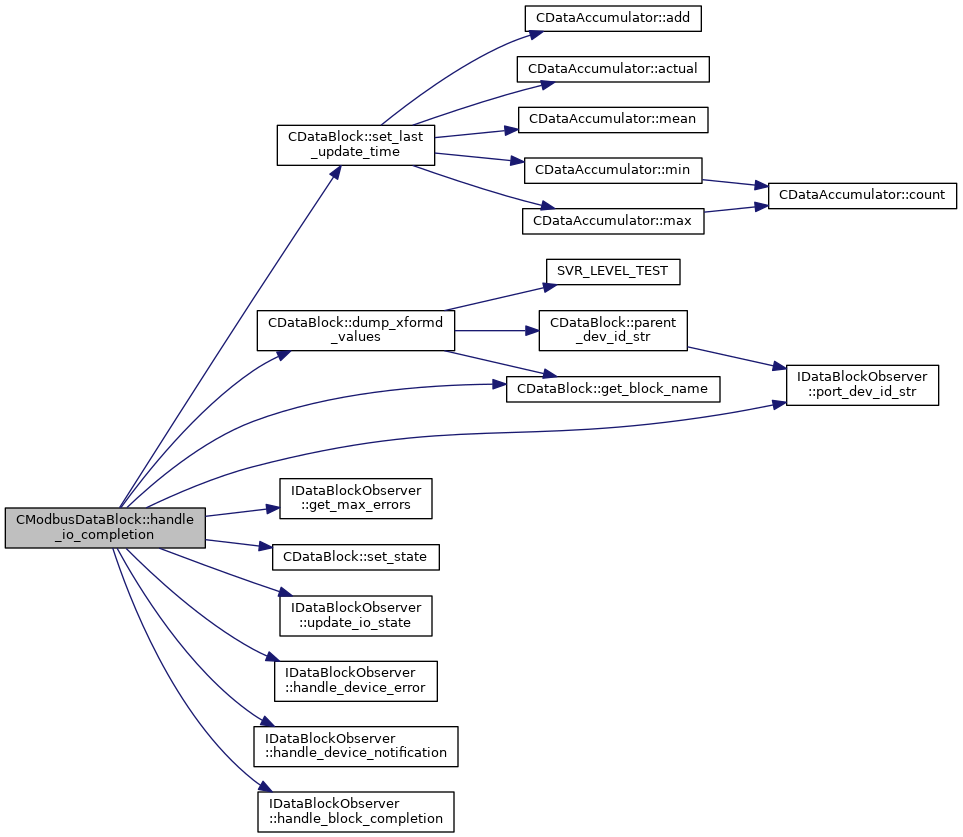 CDataAccumulator::add
CDataAccumulator::actual
CDataAccumulator::mean
CDataBlock::set_last
_update_time
CDataAccumulator::min
CDataAccumulator::count
CDataAccumulator::max
SVR_LEVEL_TEST
CDataBlock::dump_xformd
_values
CDataBlock::parent
_dev_id_str
CDataBlock::get_block_name
IDataBlockObserver
::port_dev_id_str
CModbusDataBlock::handle
_io_completion
IDataBlockObserver
::get_max_errors
CDataBlock::set_state
IDataBlockObserver
::update_io_state
IDataBlockObserver
::handle_device_error
IDataBlockObserver
::handle_device_notification
IDataBlockObserver
::handle_block_completion